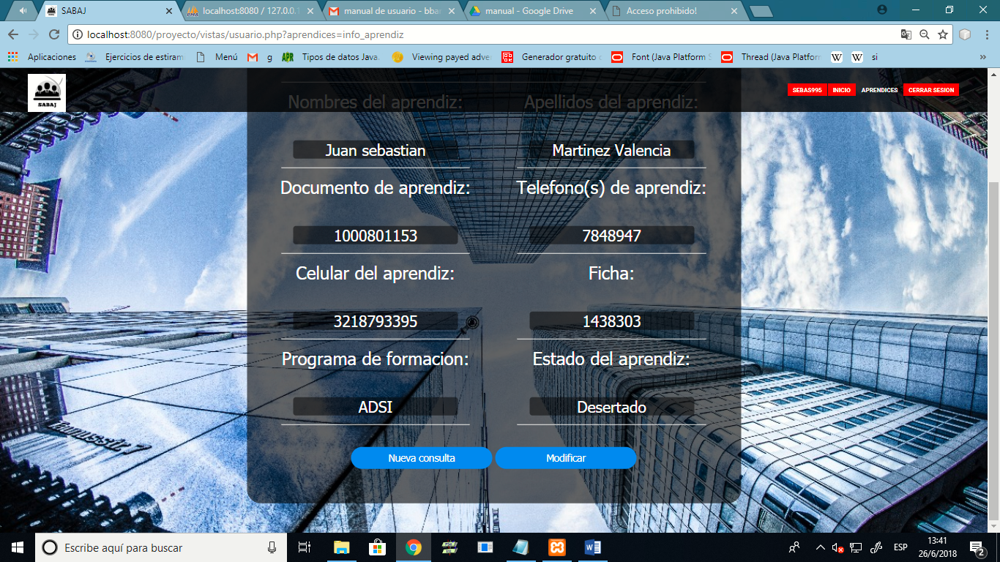 SABAJ
localhost:8080 / 127.0.0.1
manual de usuario - bba
manual - Google Drive
Acceso prohibido!
localhost:8080/proyecto/vistas/usuario.php?aprendices=info_aprendiz
Aplicaciones
Ejercicios de estirami
Menú
g
APR
Tipos de datos Java
Viewing payed adve
Generador gratuito
Font (Java Platform S
Thread (Java Platfor
W
W
si
»
SABAJ
SEBAS995
INICIO
APRENDICES
CERRAR SESION
Nombres del aprendiz:
Apellidos del aprendiz:
Juan sebastian
Martinez Valencia
Documento de aprendiz:
Telefono(s) de aprendiz:
1000801153
7848947
Celular del aprendiz:
Ficha:
3218793395
1438303
Programa de formacion:
Estado del aprendiz:
ADSI
Desertado
Nueva consulta
Modificar
Escribe aquí para buscar
ESP
13:41
26/6/2018
2